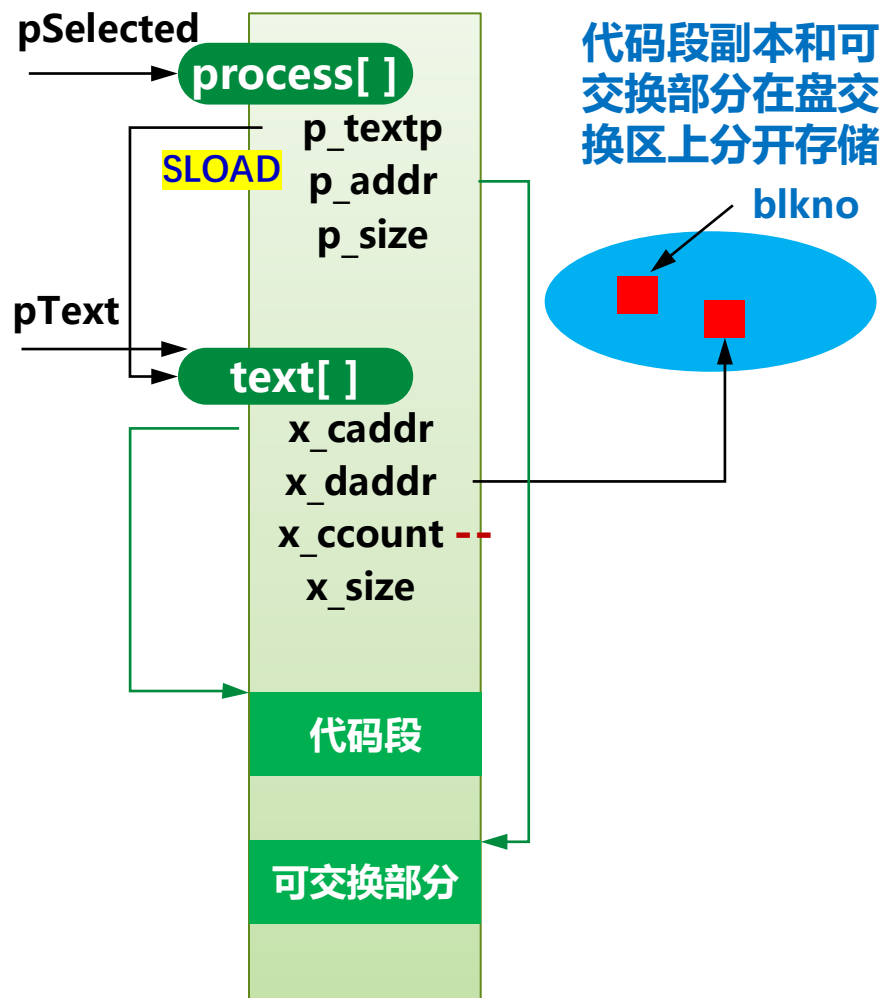 pSelected
process[ ]
p_textp
SLOAD
p_addr
p_size
pText
text[ ]
x_caddr
x_daddr
x_ccount --
x_size
代码段
可交换部分
代码段副本和可
交换部分在盘交
换区上分开存储
blkno